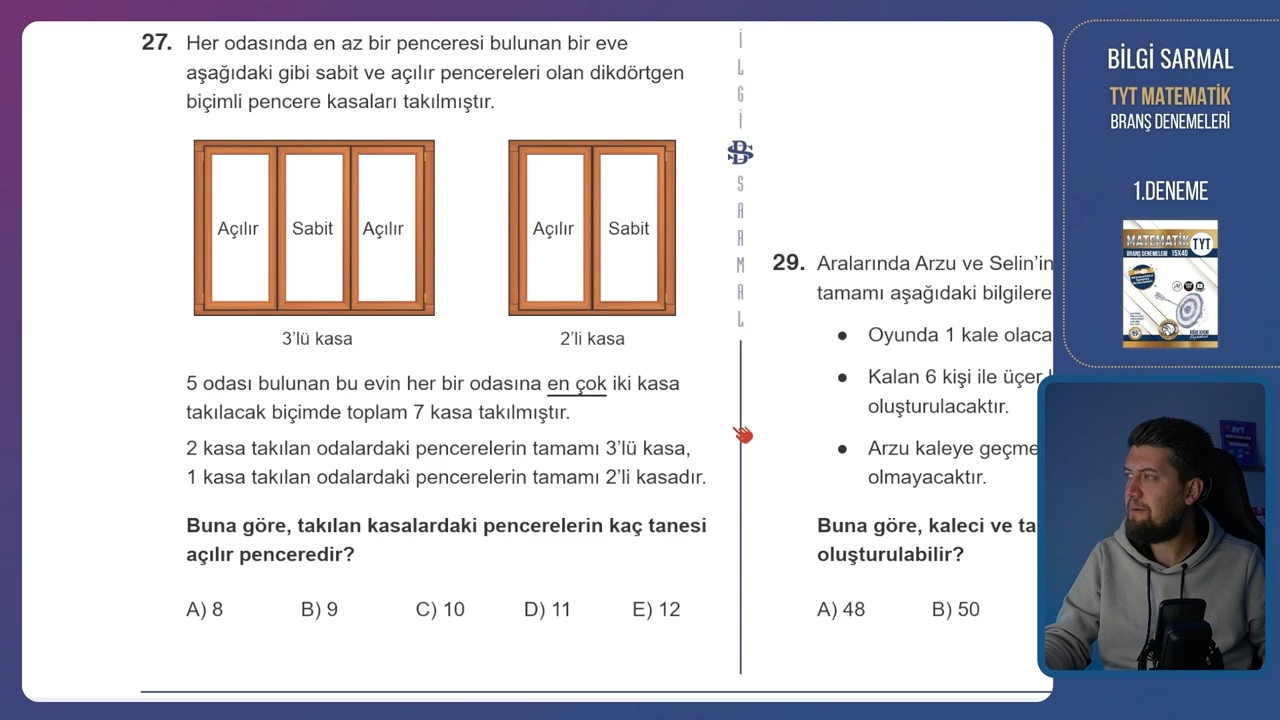 27. Her odasında en az bir penceresi bulunan bir eve
aşağıdaki gibi sabit ve açılır pencereleri olan dikdörtgen
biçimli pencere kasaları takılmıştır.
Açılır Sabit Açılır
Açılır Sabit
3'lü kasa
2'li kasa
5 odası bulunan bu evin her bir odasına en çok iki kasa
takılacak biçimde toplam 7 kasa takılmıştır.
2 kasa takılan odalardaki pencerelerin tamamı 3'lü kasa,
1 kasa takılan odalardaki pencerelerin tamamı 2'li kasadır.
Buna göre, takılan kasalardaki pencerelerin kaç tanesi
açılır penceredir?
A) 8 B) 9 C) 10 D) 11 E) 12
İLGİ
SARMAL
29. Aralarında Arzu ve Selin'in
tamamı aşağıdaki bilgilere
● Oyunda 1 kale olaca
● Kalan 6 kişi ile üçer
oluşturulacaktır.
● Arzu kaleye geçme
olmayacaktır.
Buna göre, kaleci ve ta
oluşturulabilir?
A) 48 B) 50
BİLGİ SARMAL
TYT MATEMATİK
BRANŞ DENEMELERİ
1.DENEME
MATEMATİK TYT
BRANŞ DENEMELERİ 15X40